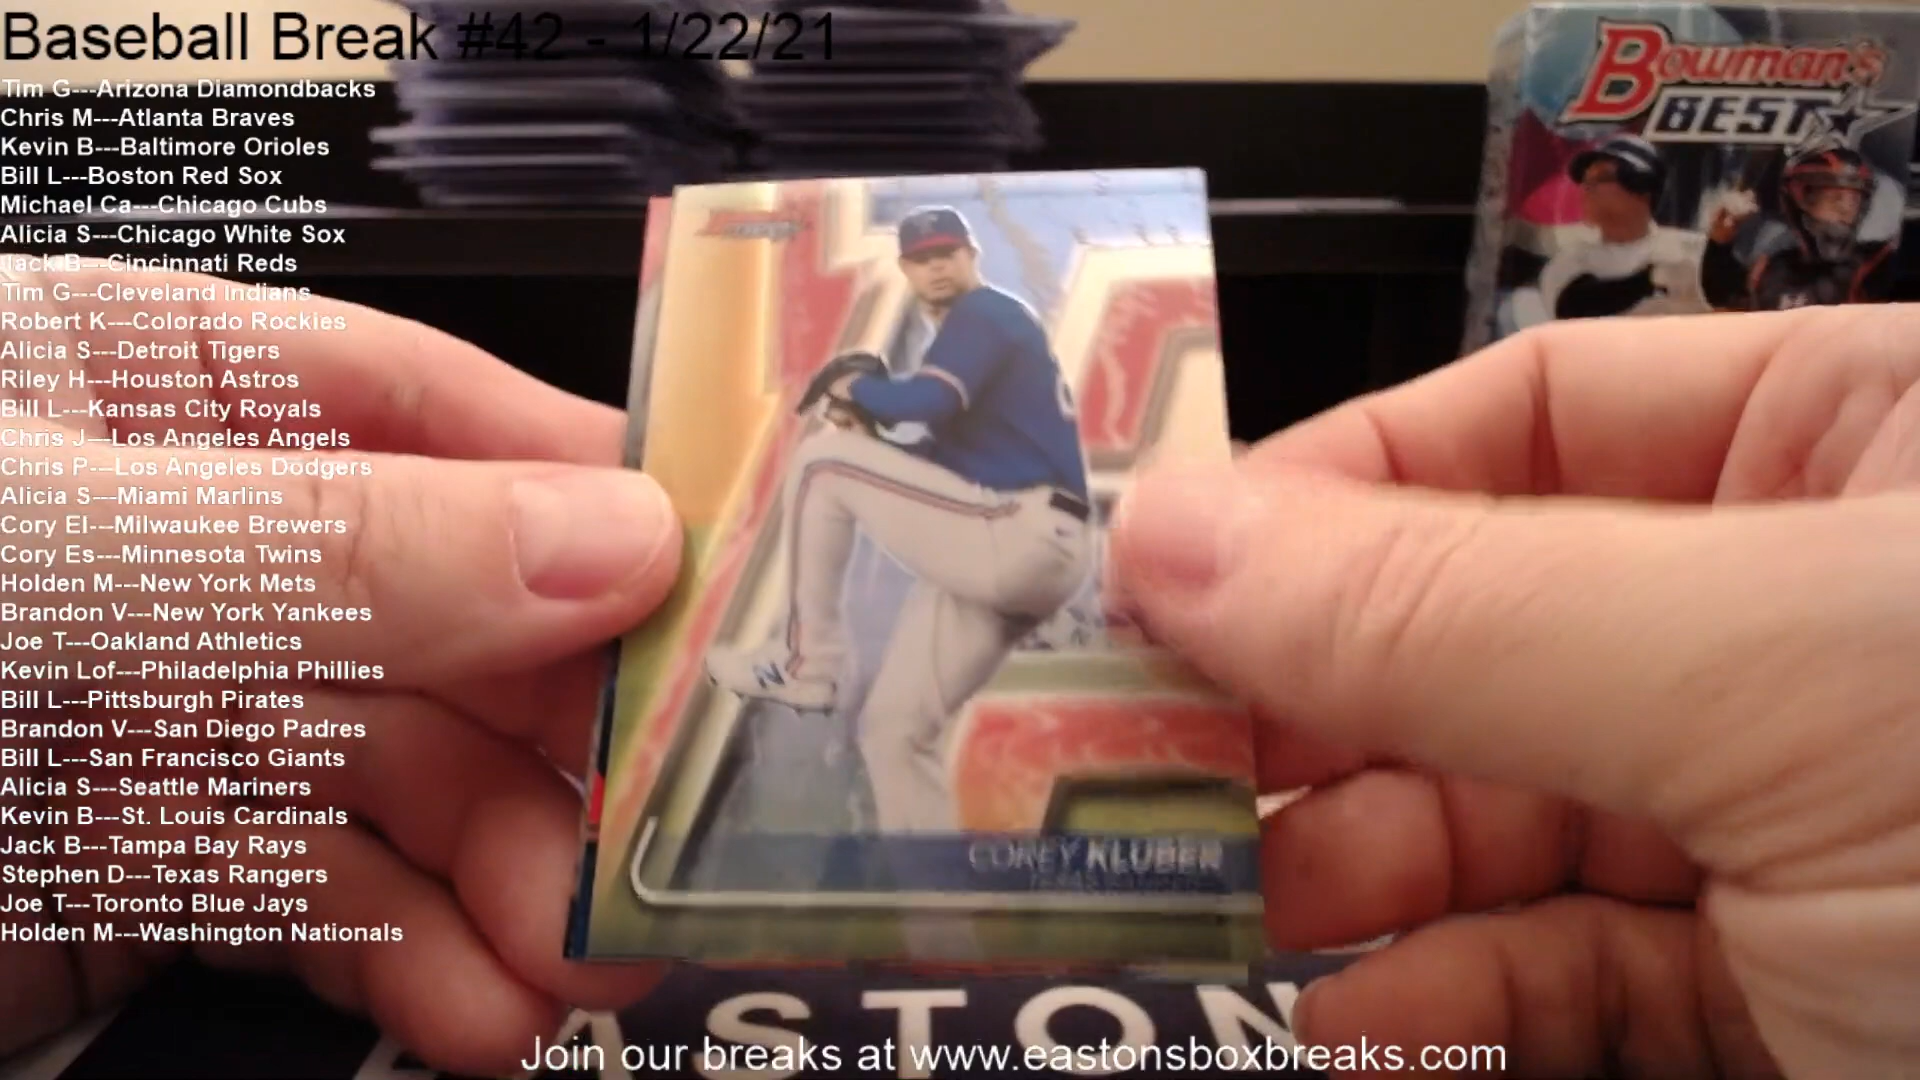 Baseball Break #42 - 1/22/21
Tim G---Arizona Diamondbacks
Chris M---Atlanta Braves
Kevin B---Baltimore Orioles
Bill L---Boston Red Sox
Michael Ca---Chicago Cubs
Alicia S---Chicago White Sox
Jack B---Cincinnati Reds
Tim G---Cleveland Indians
Robert K---Colorado Rockies
Alicia S---Detroit Tigers
Riley H---Houston Astros
Bill L---Kansas City Royals
Chris J---Los Angeles Angels
Chris P---Los Angeles Dodgers
Alicia S---Miami Marlins
Cory El---Milwaukee Brewers
Cory Es---Minnesota Twins
Holden M---New York Mets
Brandon V---New York Yankees
Joe T---Oakland Athletics
Kevin Lof---Philadelphia Phillies
Bill L---Pittsburgh Pirates
Brandon V---San Diego Padres
Bill L---San Francisco Giants
Alicia S---Seattle Mariners
Kevin B---St. Louis Cardinals
Jack B---Tampa Bay Rays
Stephen D---Texas Rangers
Joe T---Toronto Blue Jays
Holden M---Washington Nationals
Bowman's
BEST
COREY KLUBER
TEXAS RANGERS
EASTON
Join our breaks at www.eastonsboxbreaks.com